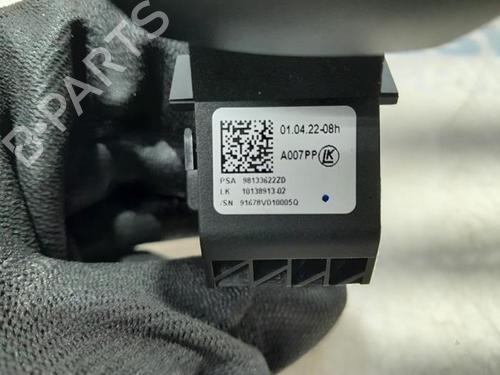 B-PARTS
01.04.22-08h
A007PP LK
PSA 98133622ZD
LK 10138913-02
/SN 91678VD10005Q